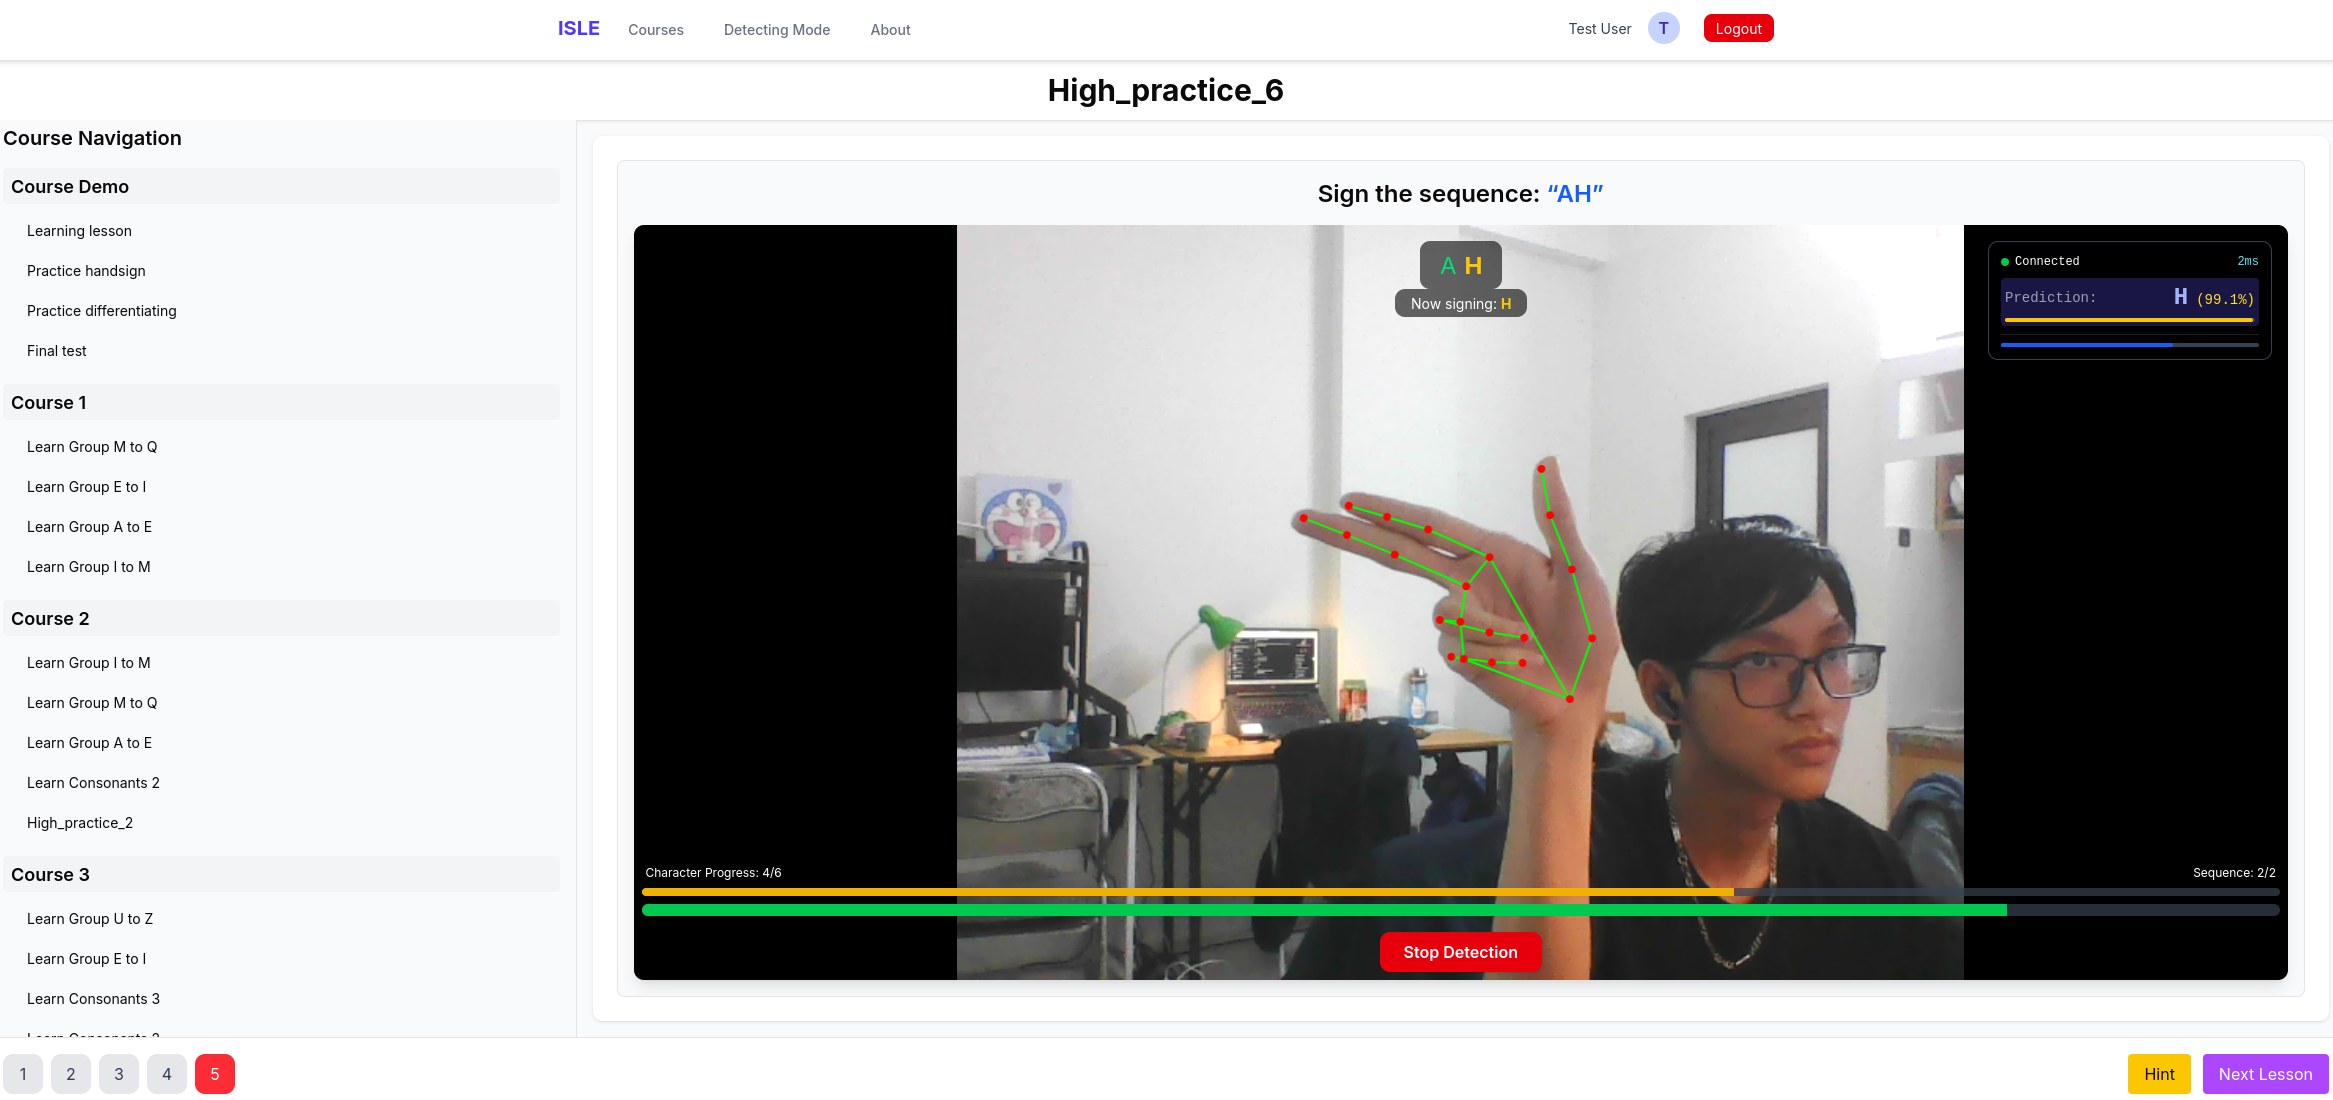 ISLE Courses Detecting Mode About Test User T Logout
High_practice_6
Course Navigation
Course Demo
Learning lesson
Practice handsign
Practice differentiating
Final test
Course 1
Learn Group M to Q
Learn Group E to I
Learn Group A to E
Learn Group I to M
Course 2
Learn Group I to M
Learn Group M to Q
Learn Group A to E
Learn Consonants 2
High_practice_2
Course 3
Learn Group U to Z
Learn Group E to I
Learn Consonants 3
Sign the sequence: “AH”
A H
Now signing: H
Connected 2ms
Prediction: H (99.1%)
Character Progress: 4/6 Sequence: 2/2
Stop Detection
1 2 3 4 5 Hint Next Lesson